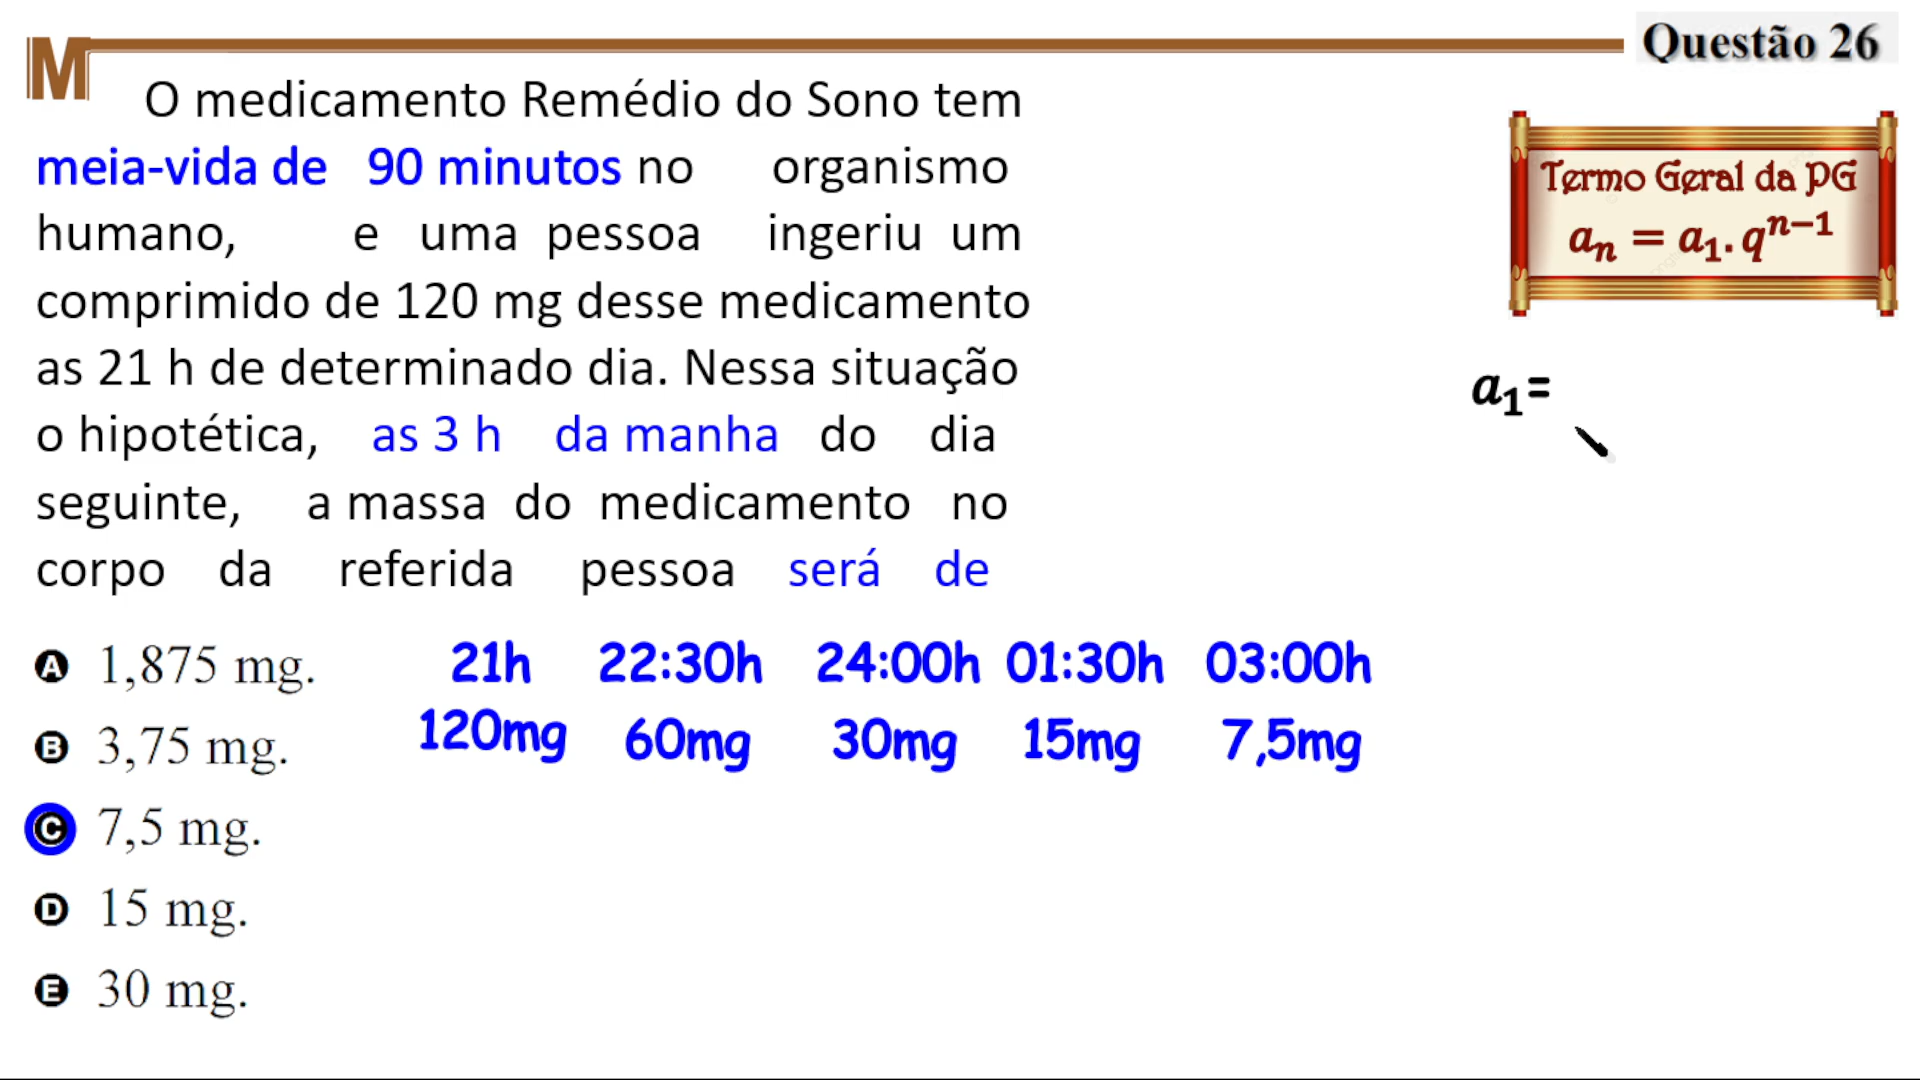 M
Questão 26
O medicamento Remédio do Sono tem
meia-vida de 90 minutos no organismo
humano, e uma pessoa ingeriu um
comprimido de 120 mg desse medicamento
as 21 h de determinado dia. Nessa situação
o hipotética, as 3 h da manha do dia
seguinte, a massa do medicamento no
corpo da referida pessoa será de
Termo Geral da PG
aₙ = a₁. qⁿ⁻¹
a₁=
A 1,875 mg.
B 3,75 mg.
C 7,5 mg.
D 15 mg.
E 30 mg.
21h 22:30h 24:00h 01:30h 03:00h
120mg 60mg 30mg 15mg 7,5mg